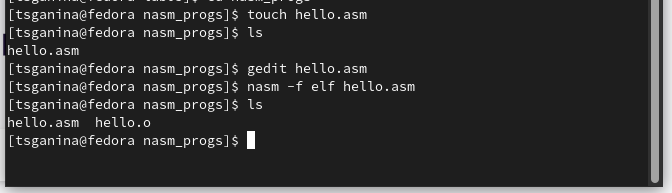 [tsganina@fedora nasm_progs]$ touch hello.asm
[tsganina@fedora nasm_progs]$ ls
hello.asm
[tsganina@fedora nasm_progs]$ gedit hello.asm
[tsganina@fedora nasm_progs]$ nasm -f elf hello.asm
[tsganina@fedora nasm_progs]$ ls
hello.asm  hello.o
[tsganina@fedora nasm_progs]$